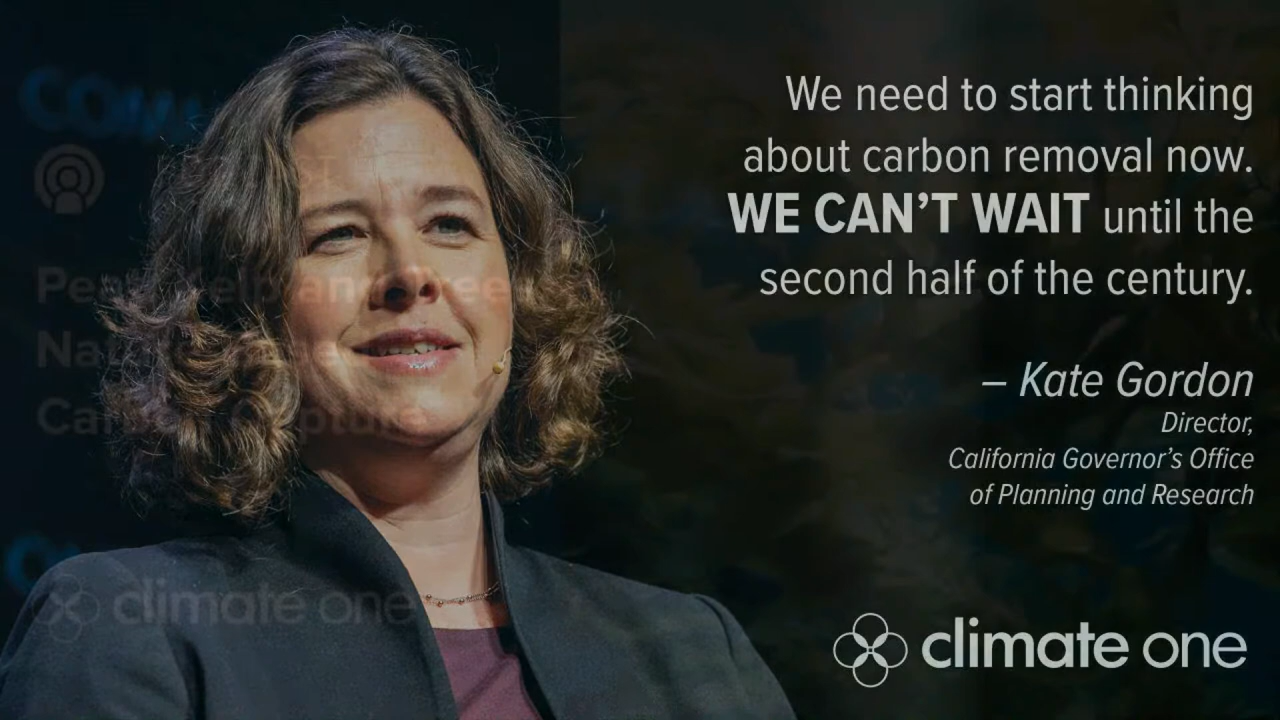 We need to start thinking
about carbon removal now.
WE CAN'T WAIT until the
second half of the century.
– Kate Gordon
Director,
California Governor's Office
of Planning and Research
climate one
climate one